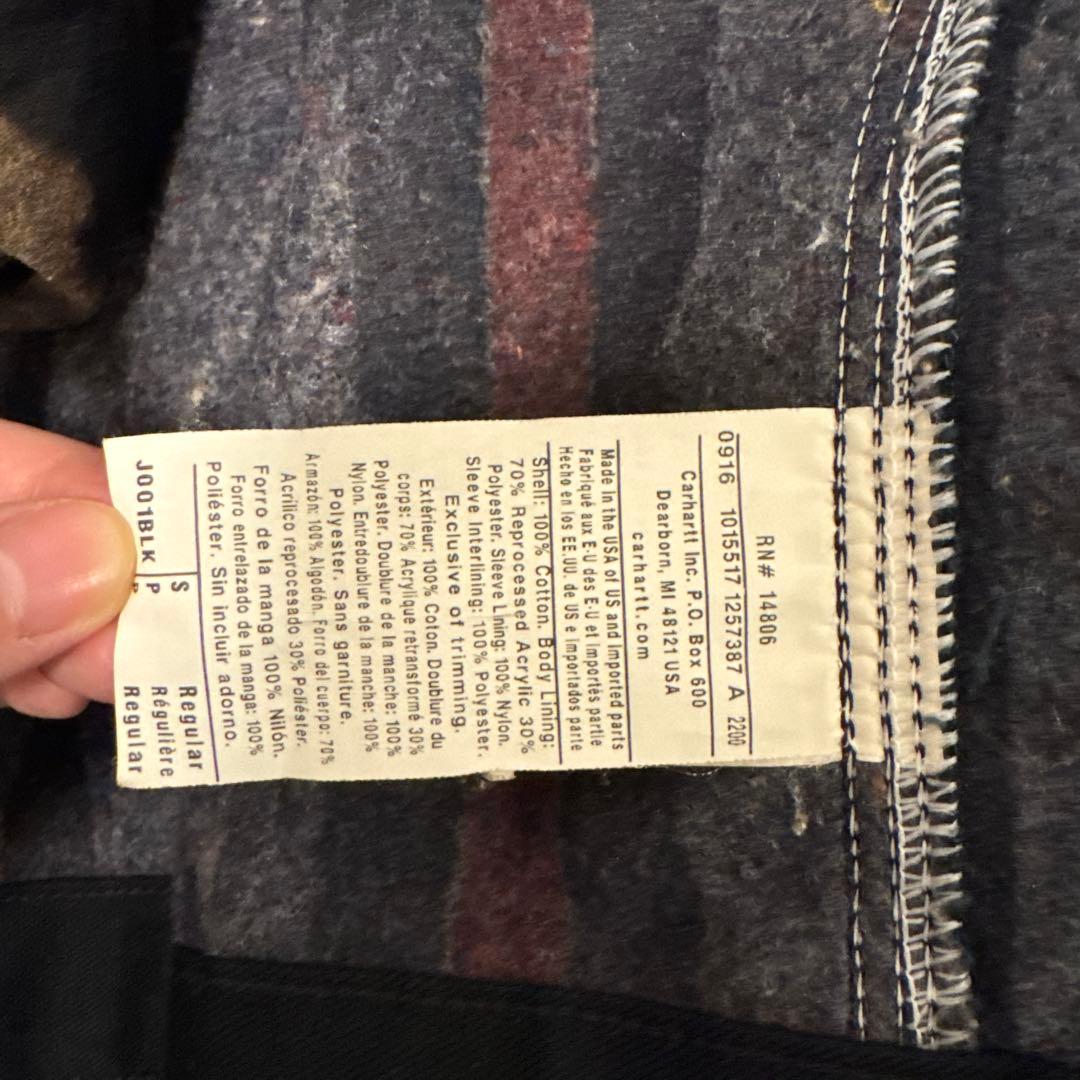 RN# 14806
0916 1015517 1257387 A 2200
Carhartt Inc. P.O. Box 600
Dearborn, MI 48121 USA
carhartt.com
Made in the USA of US and Imported parts
Fabriqué aux E-U des E-U et Importés partie
Hecho en los EE.UU. de US e Importados parte
Shell: 100% Cotton. Body Lining:
70% Reprocessed Acrylic 30%
Polyester. Sleeve Lining: 100% Nylon.
Sleeve Interlining: 100% Polyester.
Exclusive of trimming.
Extérieur: 100% Coton. Doublure du
corps: 70% Acrylique retransformé 30%
Polyester. Doublure de la manche: 100%
Nylon. Entredoublure de la manche: 100%
Polyester. Sans garniture.
Armazón: 100% Algodón. Forro del cuerpo: 70%
Acrílico reprocesado 30% Poliéster.
Forro de la manga 100% Nilón.
Forro entrelazado de la manga: 100%
Poliéster. Sin incluir adorno.
S Regular
J001BLK P Régulière
P Regular